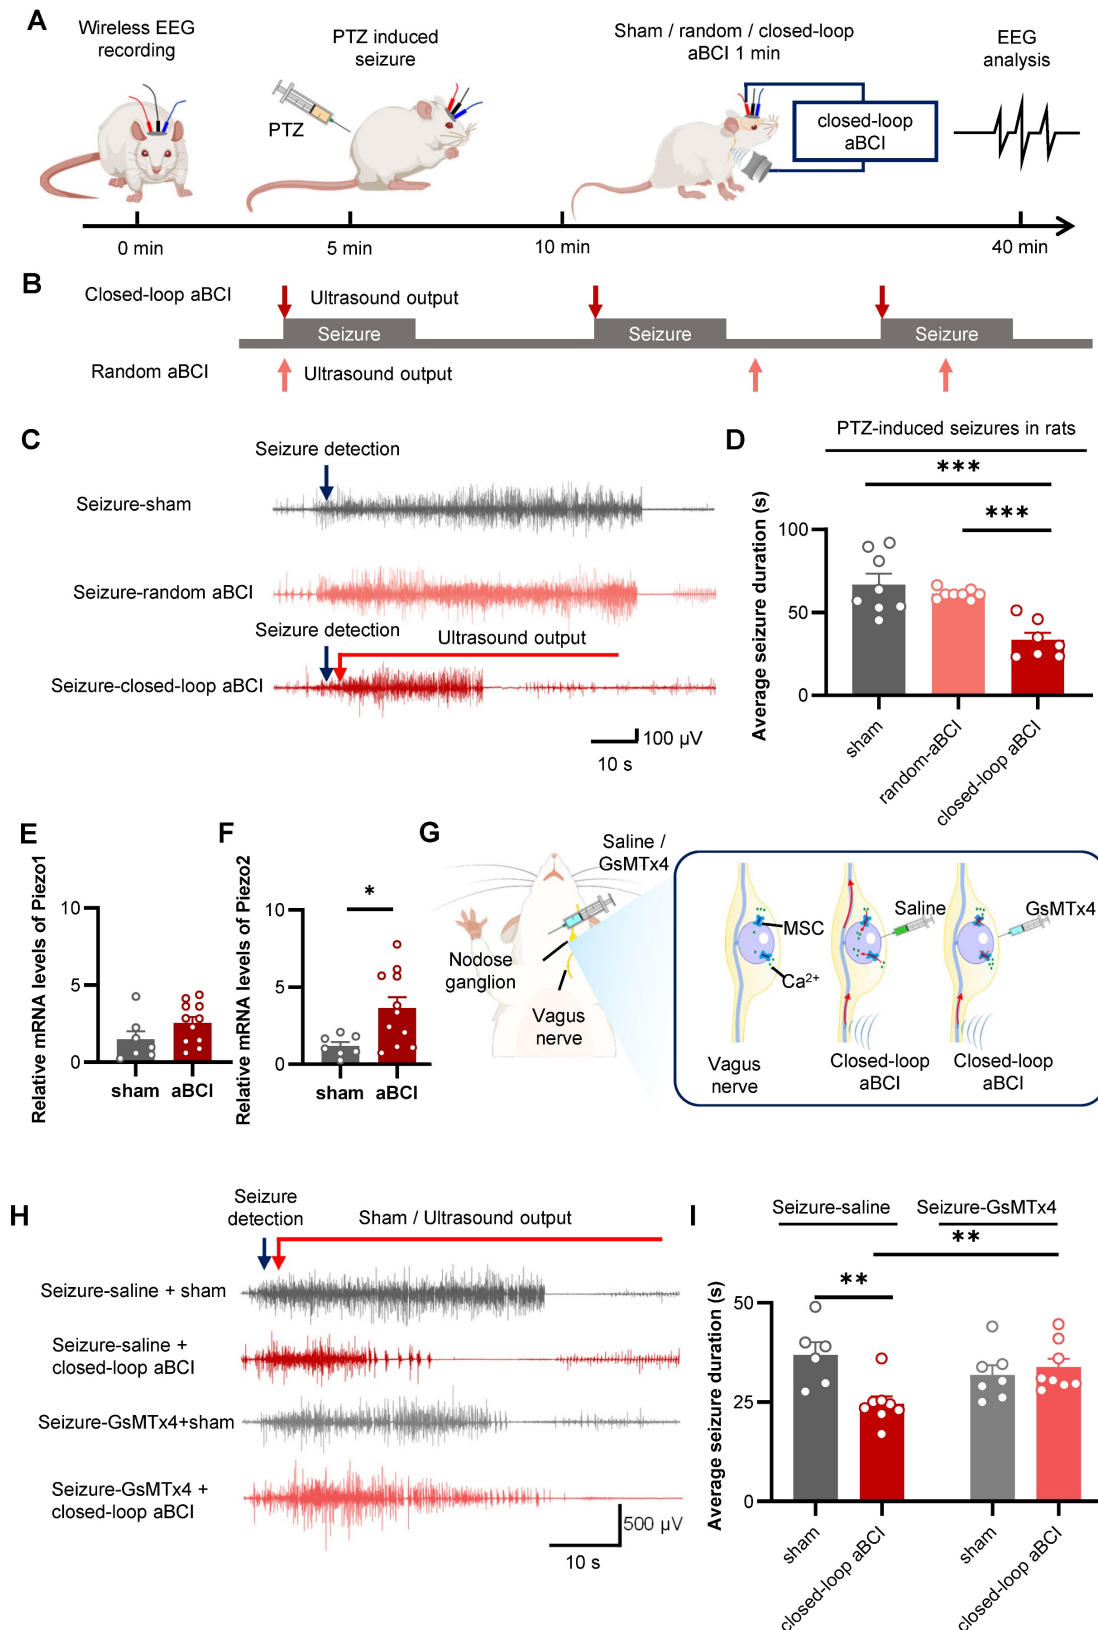 A
Wireless EEG
recording
PTZ induced
seizure
Sham / random / closed-loop
aBCI 1 min
EEG
analysis
PTZ
closed-loop
aBCI
0 min
5 min
10 min
40 min
B
Closed-loop aBCI
Ultrasound output
Seizure
Seizure
Seizure
Random aBCI
Ultrasound output
C
Seizure detection
Seizure-sham
Seizure-random aBCI
Seizure detection
Ultrasound output
Seizure-closed-loop aBCI
100 µV
10 s
D
PTZ-induced seizures in rats
***
***
Average seizure duration (s)
100
50
0
sham
random-aBCI
closed-loop aBCI
E
Relative mRNA levels of Piezo1
10
5
0
sham
aBCI
F
Relative mRNA levels of Piezo2
*
10
5
0
sham
aBCI
G
Saline /
GsMTx4
Nodose
ganglion
Vagus
nerve
MSC
Ca²⁺
Saline
GsMTx4
Vagus
nerve
Closed-loop
aBCI
Closed-loop
aBCI
H
Seizure
detection
Sham / Ultrasound output
Seizure-saline + sham
Seizure-saline +
closed-loop aBCI
Seizure-GsMTx4+sham
Seizure-GsMTx4 +
closed-loop aBCI
500 µV
10 s
I
Seizure-saline
Seizure-GsMTx4
**
**
Average seizure duration (s)
50
25
0
sham
closed-loop aBCI
sham
closed-loop aBCI